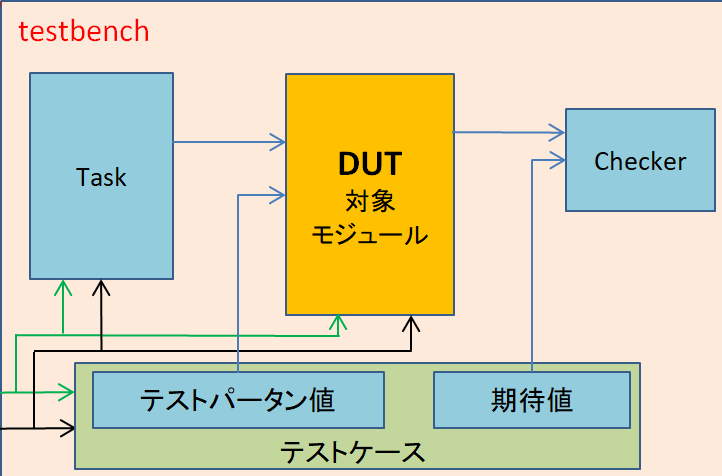 testbench
Task
DUT
対象
モジュール
Checker
テストパータン値
期待値
テストケース